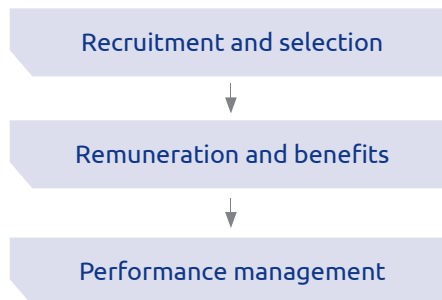 Recruitment and selection
Remuneration and benefits
Performance management